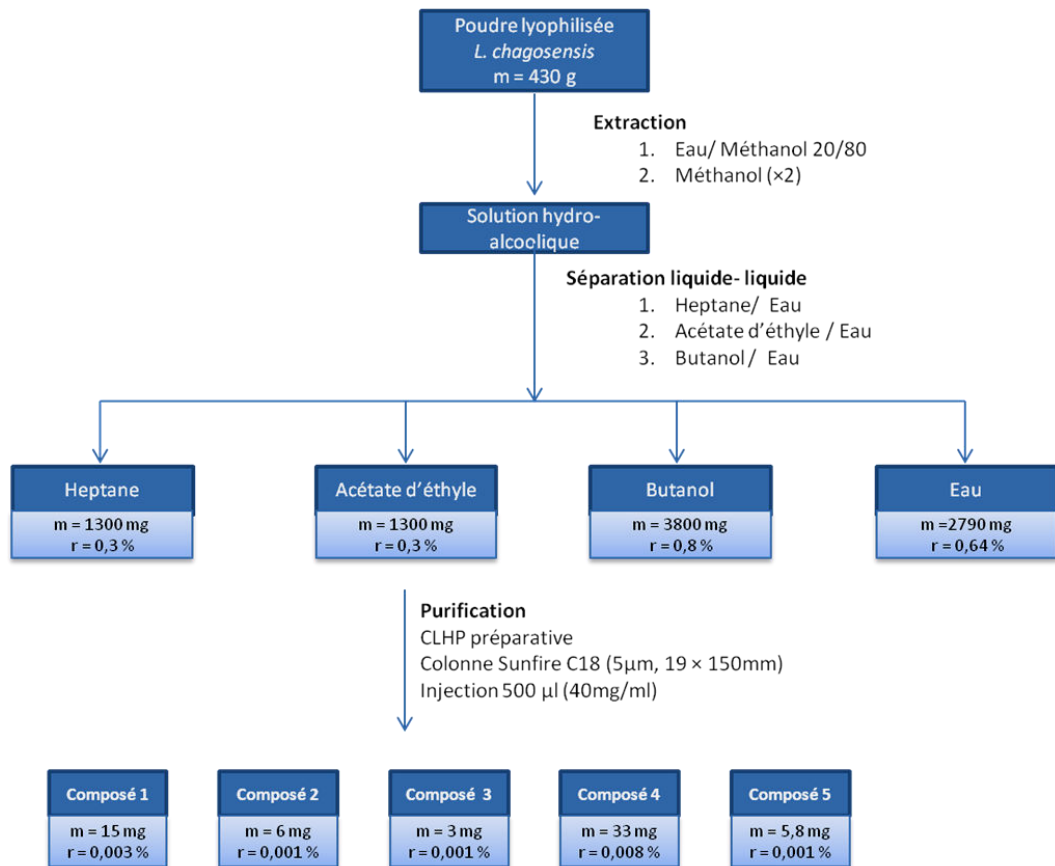 Poudre lyophilisée
L. chagosensis
m = 430 g
Extraction
1. Eau/ Méthanol 20/80
2. Méthanol (×2)
Solution hydro-
alcoolique
Séparation liquide- liquide
1. Heptane/ Eau
2. Acétate d'éthyle / Eau
3. Butanol / Eau
Heptane
m = 1300 mg
r = 0,3 %
Acétate d'éthyle
m = 1300 mg
r = 0,3 %
Butanol
m = 3800 mg
r = 0,8 %
Eau
m =2790 mg
r = 0,64 %
Purification
CLHP préparative
Colonne Sunfire C18 (5µm, 19 × 150mm)
Injection 500 µl (40mg/ml)
Composé 1
m = 15 mg
r = 0,003 %
Composé 2
m = 6 mg
r = 0,001 %
Composé 3
m = 3 mg
r = 0,001 %
Composé 4
m = 33 mg
r = 0,008 %
Composé 5
m = 5,8 mg
r = 0,001 %